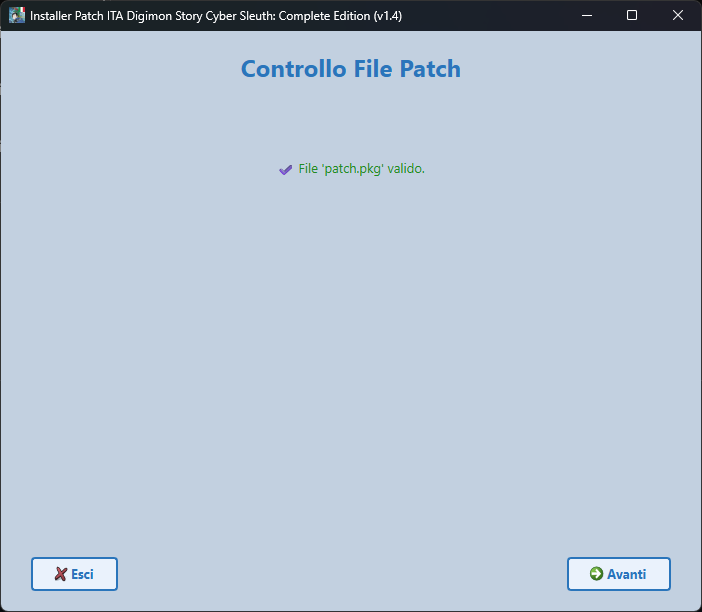 Installer Patch ITA Digimon Story Cyber Sleuth: Complete Edition (v1.4)
Controllo File Patch
File 'patch.pkg' valido.
Esci
Avanti